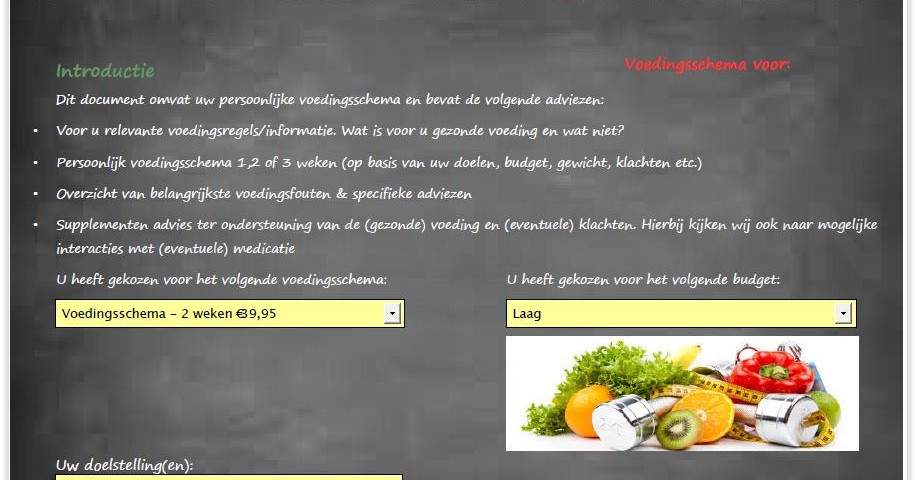 Voedingsschema voor:
Introductie
Dit document omvat uw persoonlijke voedingsschema en bevat de volgende adviezen:
• Voor u relevante voedingsregels/informatie. Wat is voor u gezonde voeding en wat niet?
• Persoonlijk voedingsschema 1,2 of 3 weken (op basis van uw doelen, budget, gewicht, klachten etc.)
• Overzicht van belangrijkste voedingsfouten & specifieke adviezen
• Supplementen advies ter ondersteuning van de (gezonde) voeding en (eventuele) klachten. Hierbij kijken wij ook naar mogelijke
interacties met (eventuele) medicatie
U heeft gekozen voor het volgende voedingsschema:
Voedingsschema – 2 weken €39,95
U heeft gekozen voor het volgende budget:
Laag
Uw doelstelling(en):